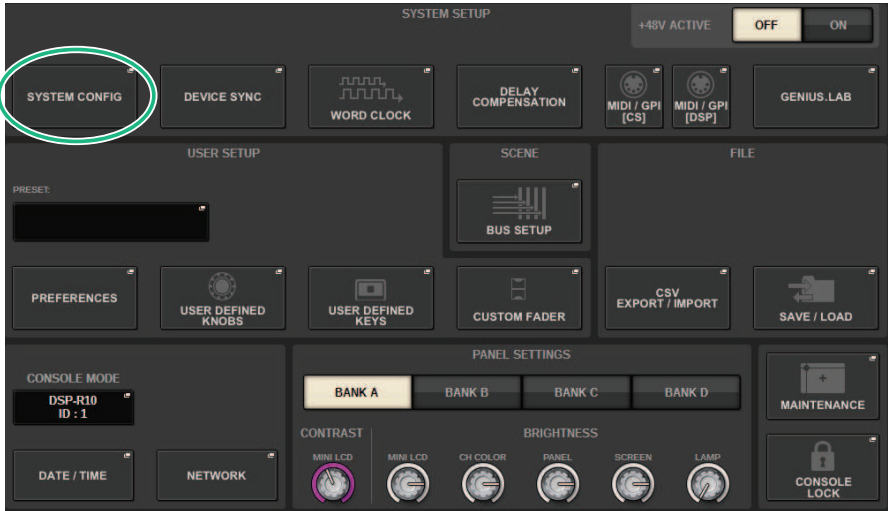 SYSTEM SETUP
+48V ACTIVE
OFF
ON
SYSTEM CONFIG
DEVICE SYNC
WORD CLOCK
DELAY
COMPENSATION
MIDI / GPI
[CS]
MIDI / GPI
[DSP]
GENIUS.LAB
USER SETUP
SCENE
FILE
PRESET:
BUS SETUP
PREFERENCES
USER DEFINED
KNOBS
USER DEFINED
KEYS
CUSTOM FADER
CSV
EXPORT / IMPORT
SAVE / LOAD
CONSOLE MODE
DSP-R10
ID : 1
PANEL SETTINGS
BANK A
BANK B
BANK C
BANK D
MAINTENANCE
CONTRAST
BRIGHTNESS
MINI LCD
MINI LCD
CH COLOR
PANEL
SCREEN
LAMP
DATE / TIME
NETWORK
CONSOLE
LOCK